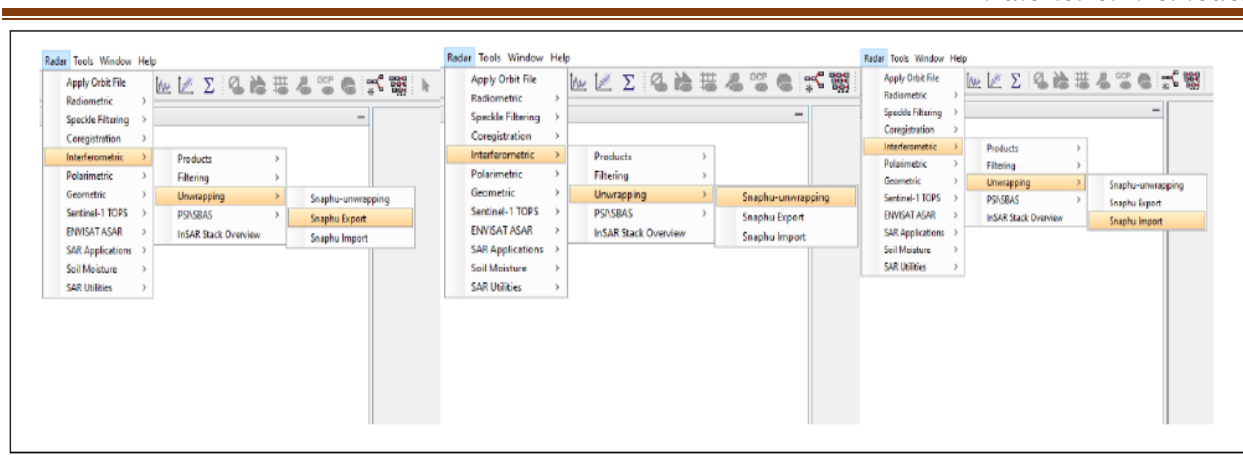 Radar Tools Window Help
Apply Orbit File
Radiometric >
Speckle Filtering >
Coregistration >
Interferometric >
Polarimetric >
Geometric >
Sentinel-1 TOPS >
ENVISAT ASAR >
SAR Applications >
Soil Moisture >
SAR Utilities >
Products >
Filtering >
Unwrapping >
PSI\SBAS >
InSAR Stack Overview
Snaphu-unwrapping
Snaphu Export
Snaphu Import
GCP
Radar Tools Window Help
Apply Orbit File
Radiometric >
Speckle Filtering >
Coregistration >
Interferometric >
Polarimetric >
Geometric >
Sentinel-1 TOPS >
ENVISAT ASAR >
SAR Applications >
Soil Moisture >
SAR Utilities >
Products >
Filtering >
Unwrapping >
PSI\SBAS >
InSAR Stack Overview
Snaphu-unwrapping
Snaphu Export
Snaphu Import
GCP
Radar Tools Window Help
Apply Orbit File
Radiometric >
Speckle Filtering >
Coregistration >
Interferometric >
Polarimetric >
Geometric >
Sentinel-1 TOPS >
ENVISAT ASAR >
SAR Applications >
Soil Moisture >
SAR Utilities >
Products >
Filtering >
Unwrapping >
PSI\SBAS >
InSAR Stack Overview
Snaphu-unwrapping
Snaphu Export
Snaphu Import
GCP